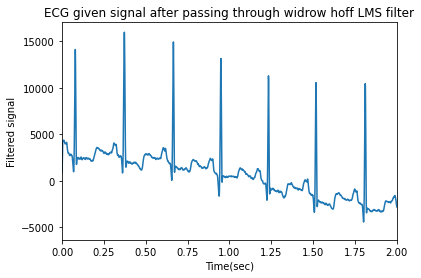 ECG given signal after passing through widrow hoff LMS filter
15000
10000
5000
0
−5000
Filtered signal
0.00 0.25 0.50 0.75 1.00 1.25 1.50 1.75 2.00
Time(sec)